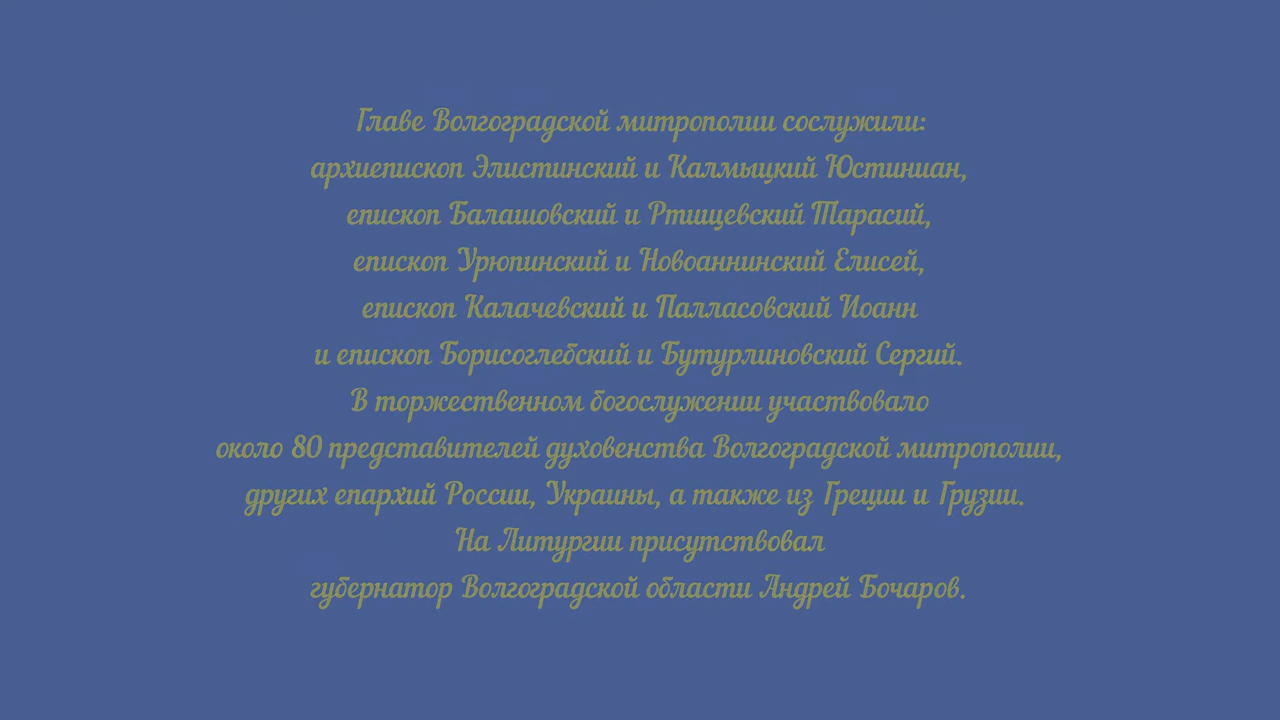 Главе Волгоградской митрополии сослужили:
архиепископ Элистинский и Калмыцкий Юстиниан,
епископ Балашовский и Ртищевский Тарасий,
епископ Урюпинский и Новоаннинский Елисей,
епископ Калачевский и Палласовский Иоанн
и епископ Борисоглебский и Бутурлиновский Сергий.
В торжественном богослужении участвовало
около 80 представителей духовенства Волгоградской митрополии,
других епархий России, Украины, а также из Греции и Грузии.
На Литургии присутствовал
губернатор Волгоградской области Андрей Бочаров.